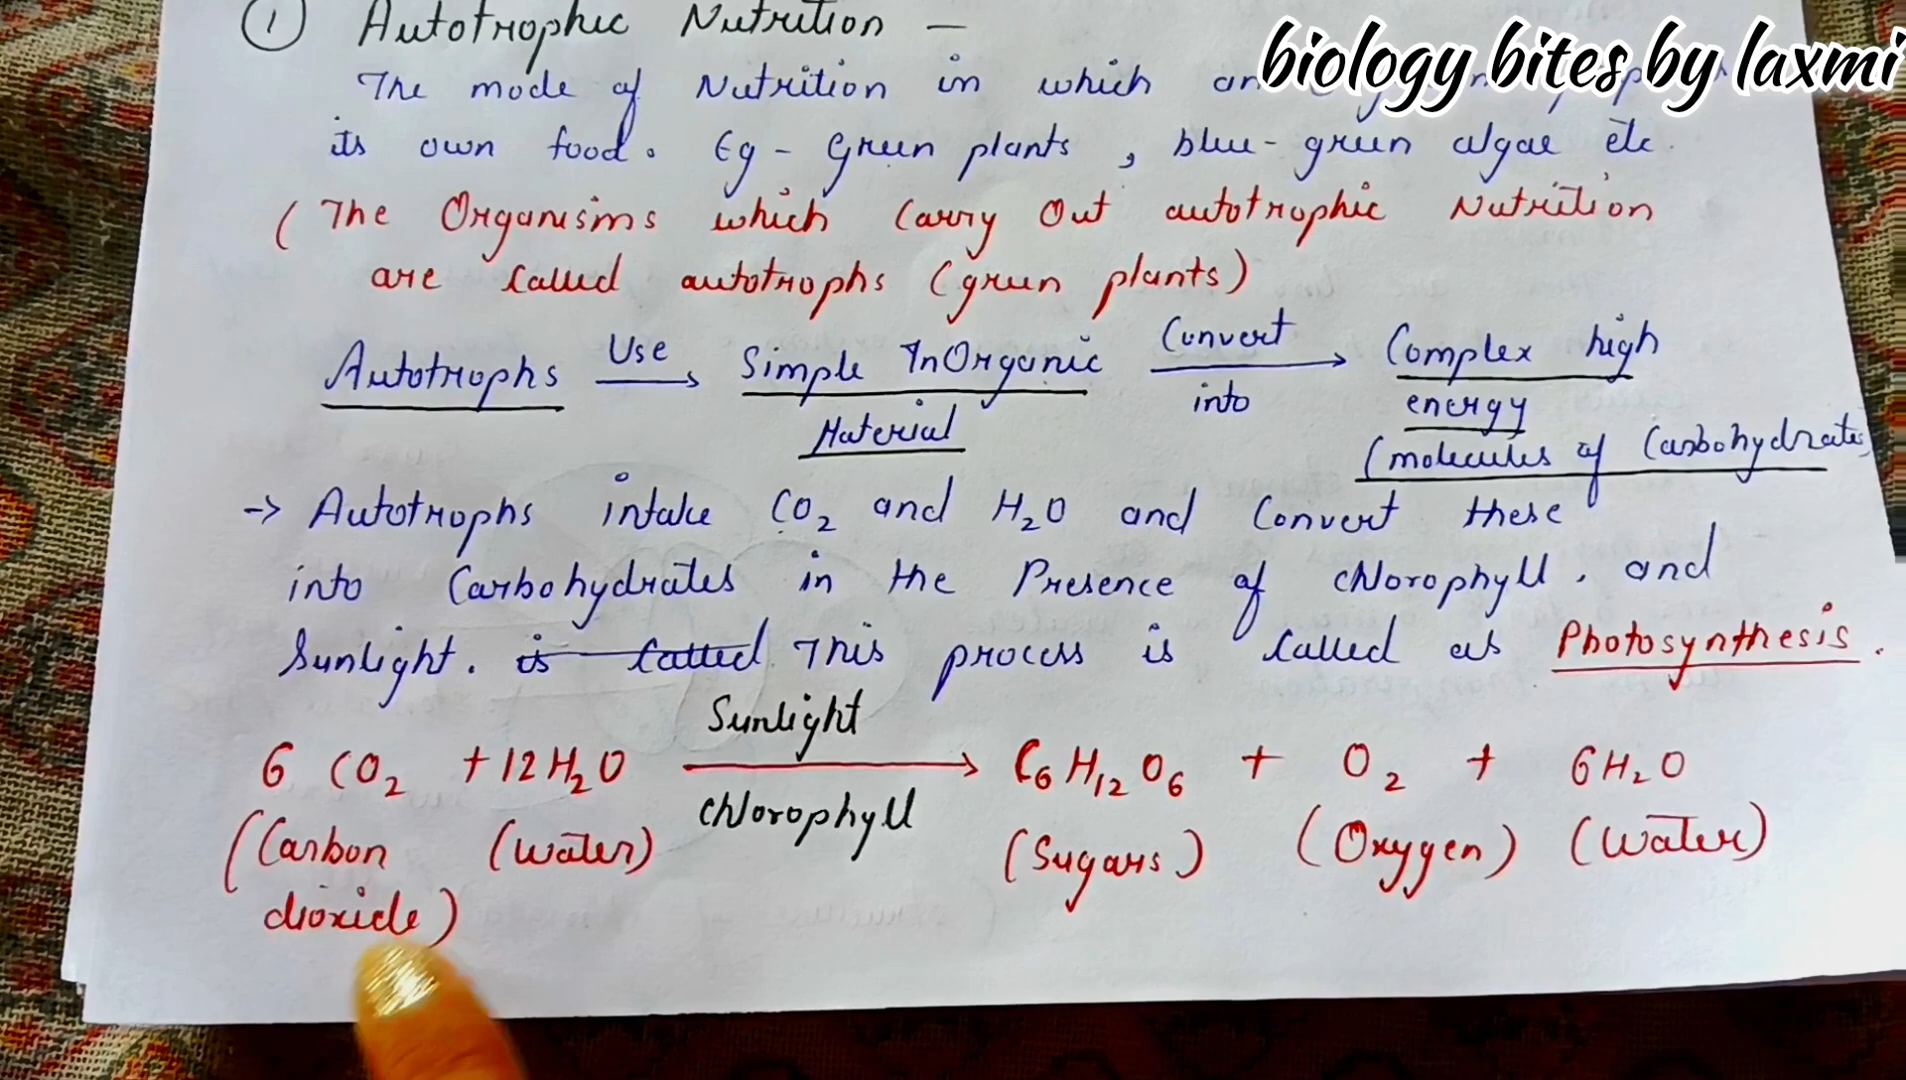 1 Autotrophic Nutrition -
biology bites by laxmi
The mode of Nutrition in which
its own food. Eg - Green plants, blue-green algae etc.
(The Organisms which Carry Out autotrophic Nutrition
are Called autotrophs (green plants)
Autotrophs Use Simple InOrganic Convert Complex high
Material into energy
(molecules of Carbohydrates)
→ Autotrophs intake CO2 and H2O and Convert these
into Carbohydrates in the Presence of chlorophyll, and
Sunlight. is called This process is Called as Photosynthesis.
Sunlight
6 CO2 + 12H2O → C6H12O6 + O2 + 6H2O
chlorophyll
(Carbon (Water) (Sugars) (Oxygen) (Water)
dioxide)